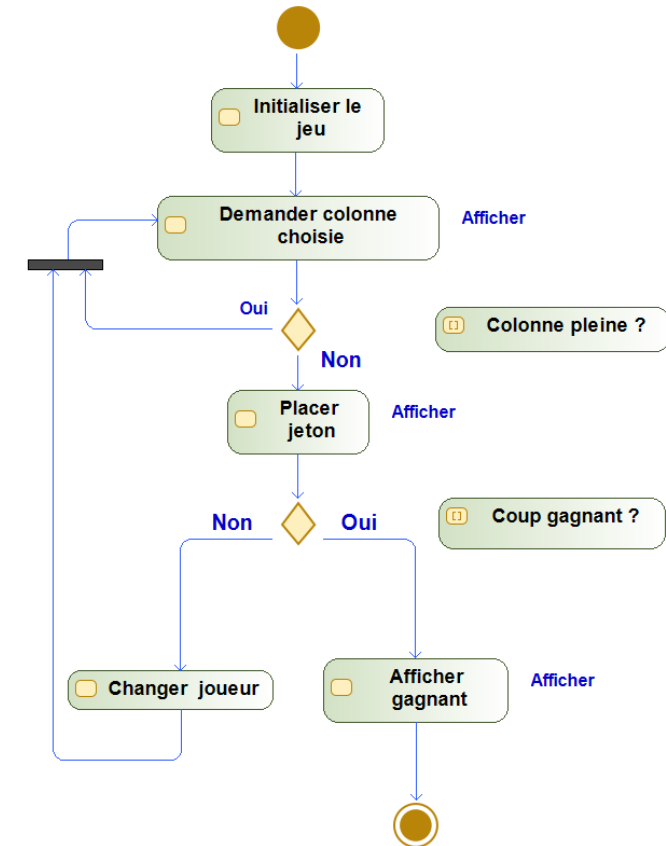 Initialiser le
jeu
Demander colonne
choisie
Afficher
Oui
Colonne pleine ?
Non
Placer
jeton
Afficher
Non
Oui
Coup gagnant ?
Changer joueur
Afficher
gagnant
Afficher